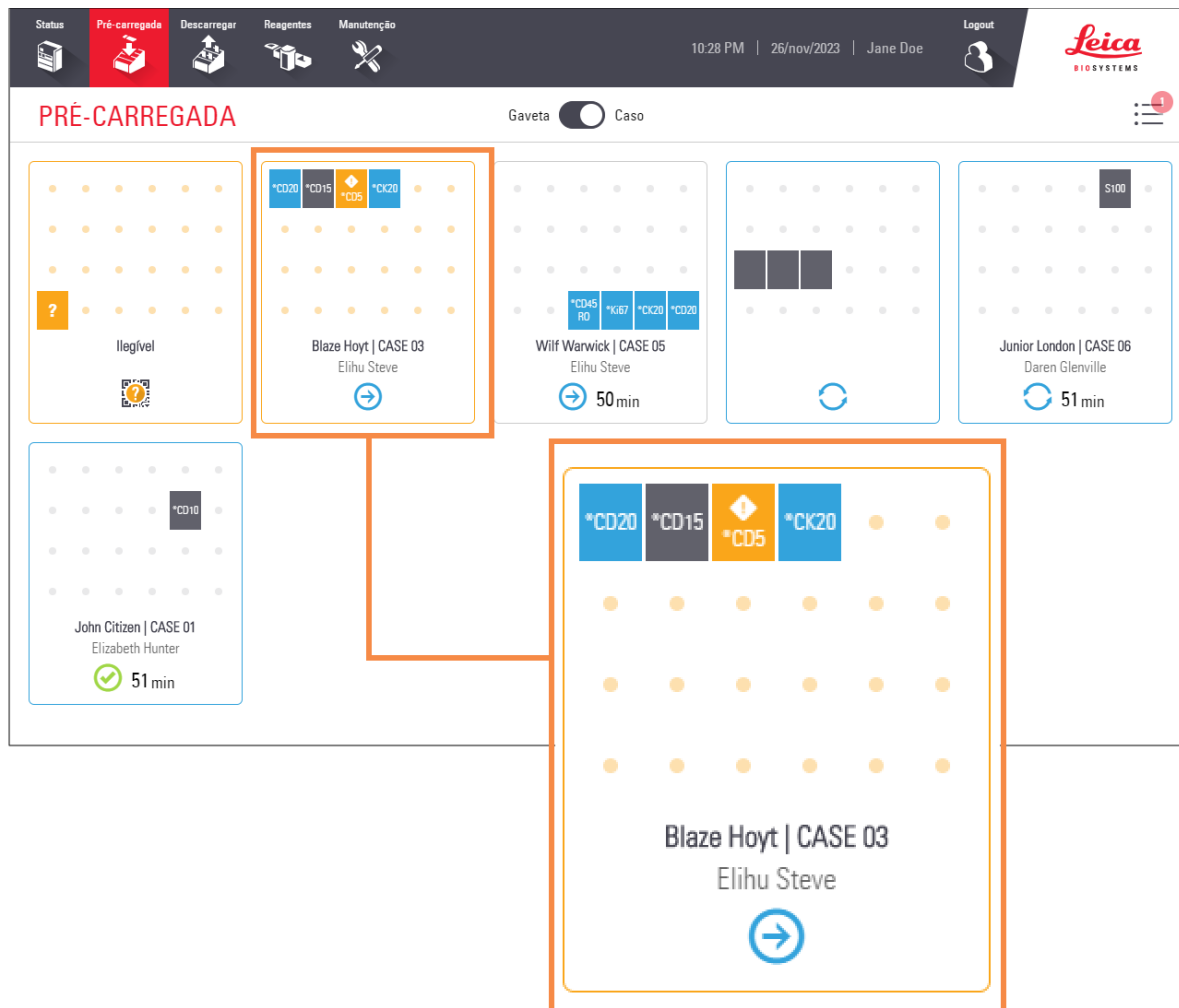 Status
Pré-carregada
Descarregar
Reagentes
Manutenção
10:28 PM | 26/nov/2023 | Jane Doe
Logout
Leica
BIOSYSTEMS
PRÉ-CARREGADA
Gaveta
Caso
1
?
Ilegível
?
*CD20
*CD15
!
*CD5
*CK20
Blaze Hoyt | CASE 03
Elihu Steve
*CD45
RO
*Ki67
*CK20
*CD20
Wilf Warwick | CASE 05
Elihu Steve
50 min
S100
Junior London | CASE 06
Daren Glenville
51 min
*CD10
John Citizen | CASE 01
Elizabeth Hunter
51 min
*CD20
*CD15
!
*CD5
*CK20
Blaze Hoyt | CASE 03
Elihu Steve